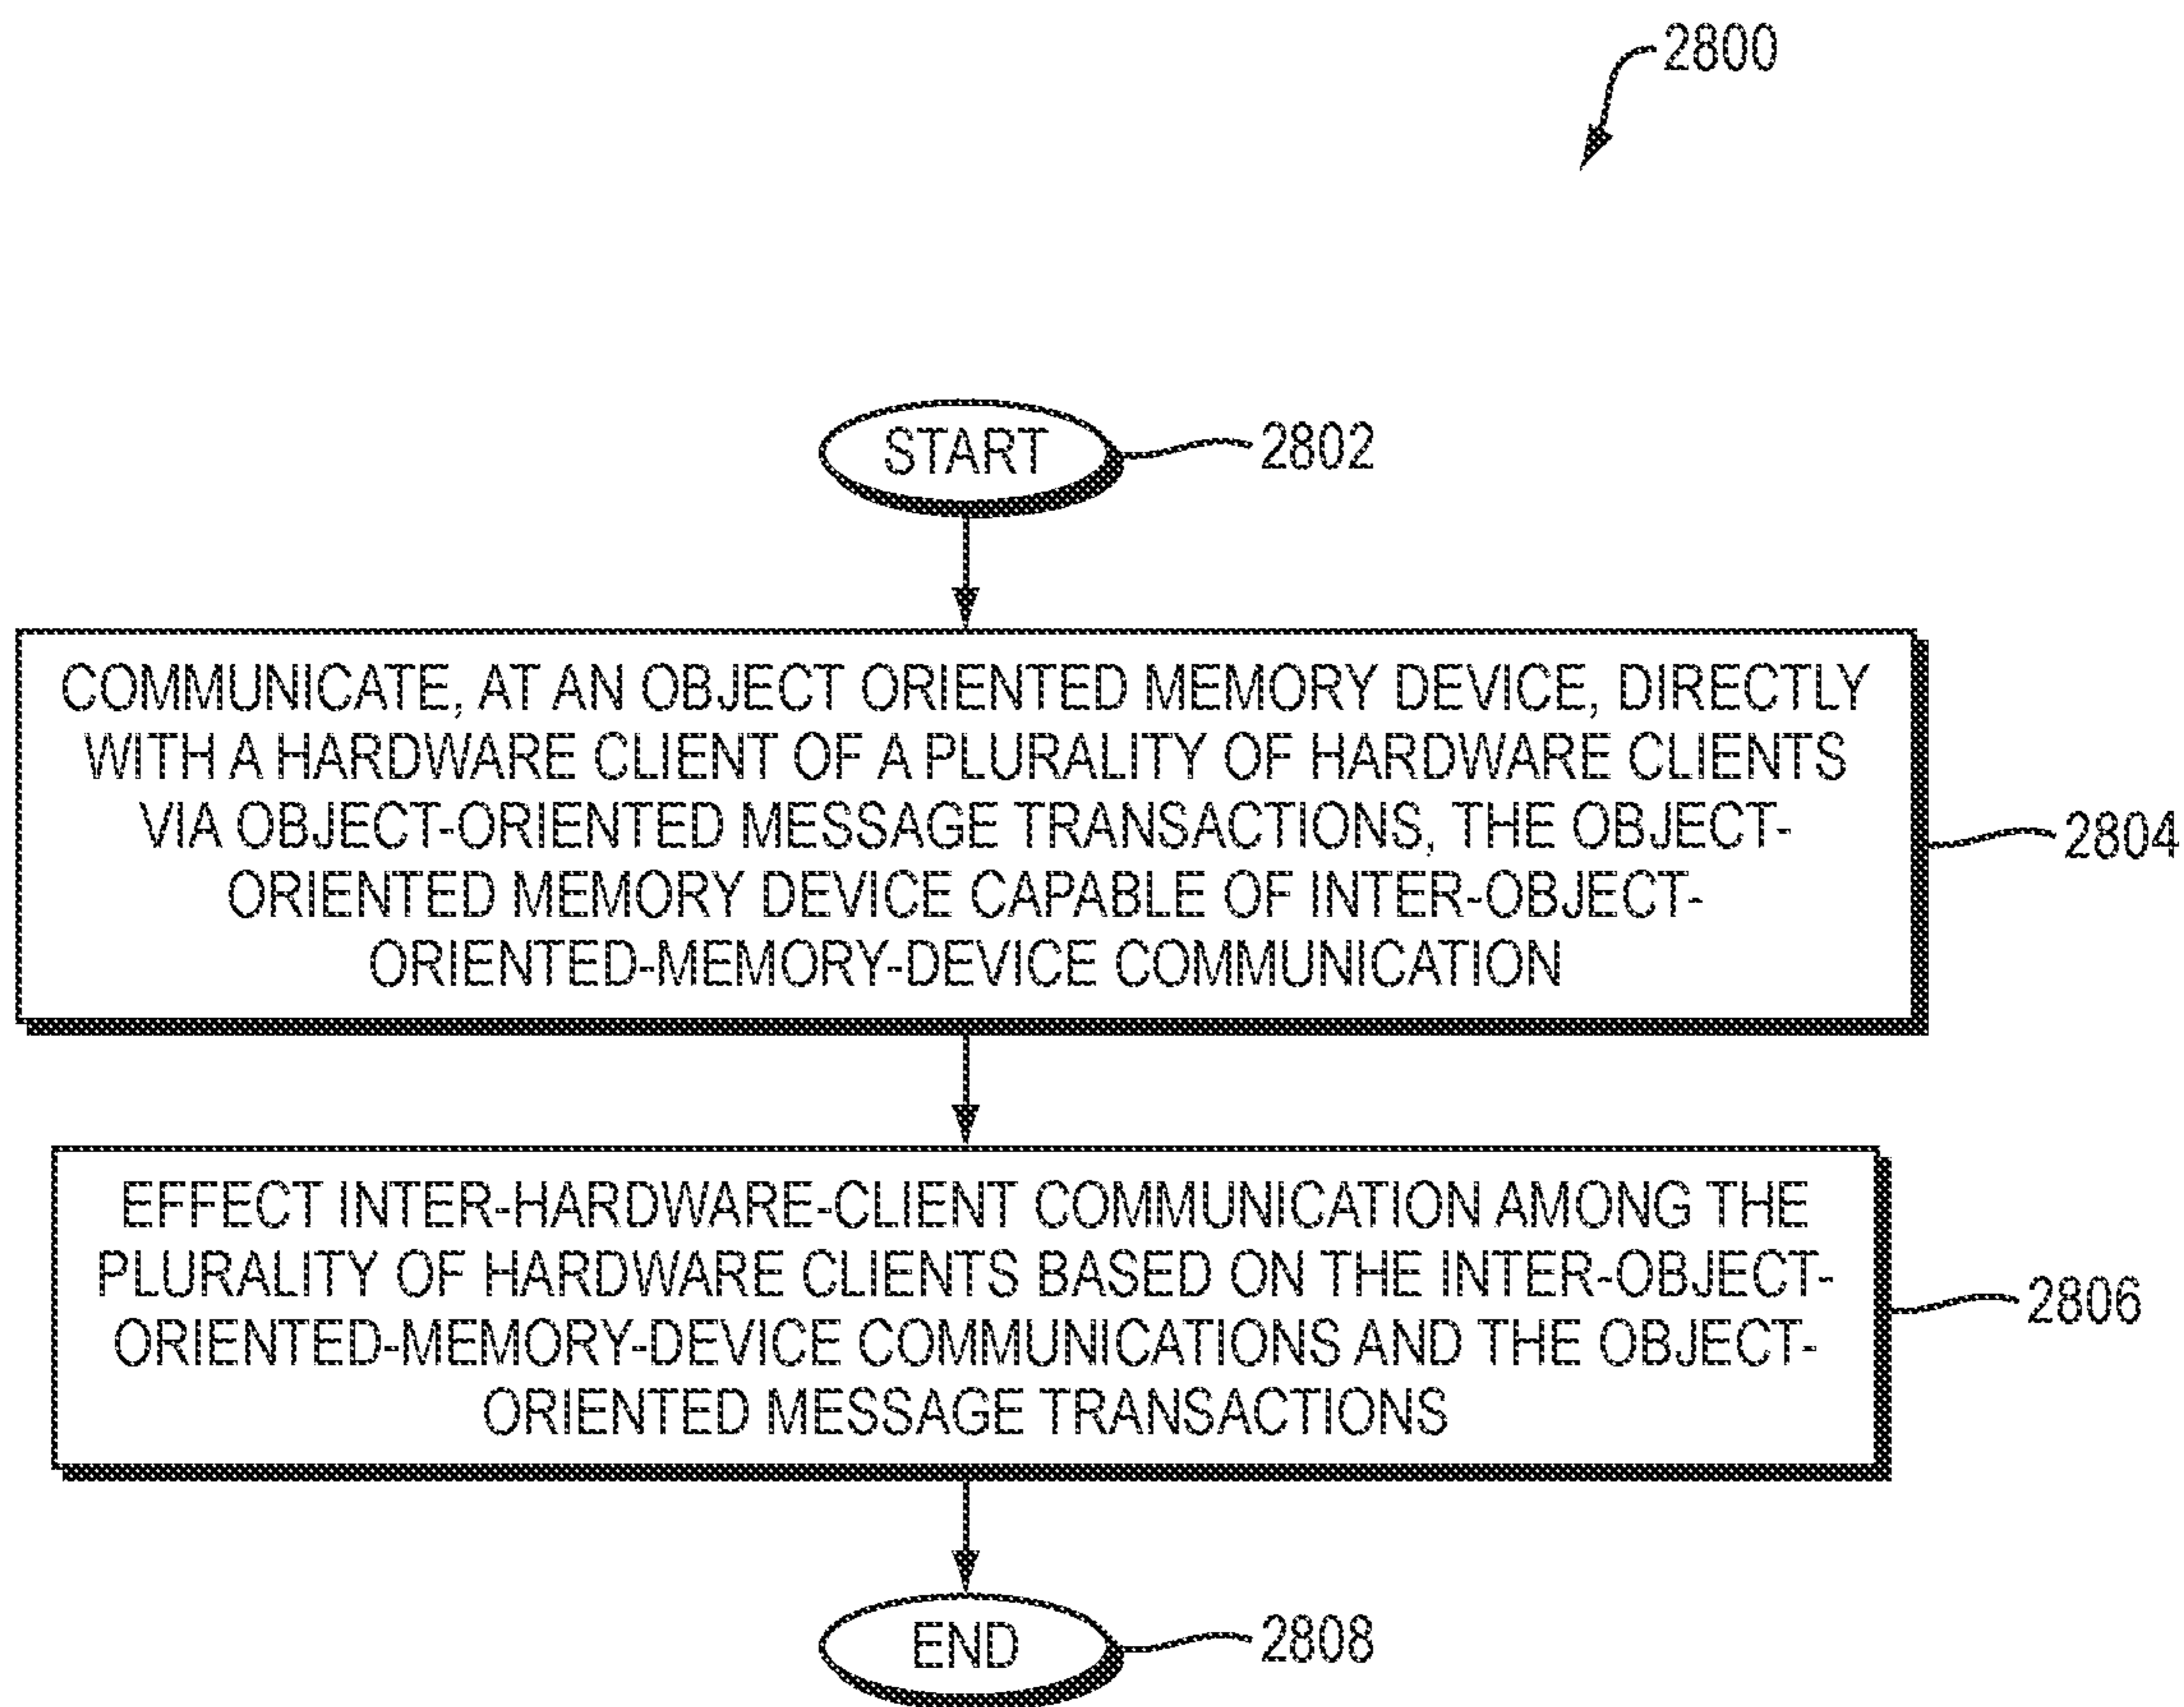 2800
START
2802
COMMUNICATE, AT AN OBJECT ORIENTED MEMORY DEVICE, DIRECTLY
WITH A HARDWARE CLIENT OF A PLURALITY OF HARDWARE CLIENTS
VIA OBJECT-ORIENTED MESSAGE TRANSACTIONS, THE OBJECT-
ORIENTED MEMORY DEVICE CAPABLE OF INTER-OBJECT-
ORIENTED-MEMORY-DEVICE COMMUNICATION
2804
EFFECT INTER-HARDWARE-CLIENT COMMUNICATION AMONG THE
PLURALITY OF HARDWARE CLIENTS BASED ON THE INTER-OBJECT-
ORIENTED-MEMORY-DEVICE COMMUNICATIONS AND THE OBJECT-
ORIENTED MESSAGE TRANSACTIONS
2806
END
2808